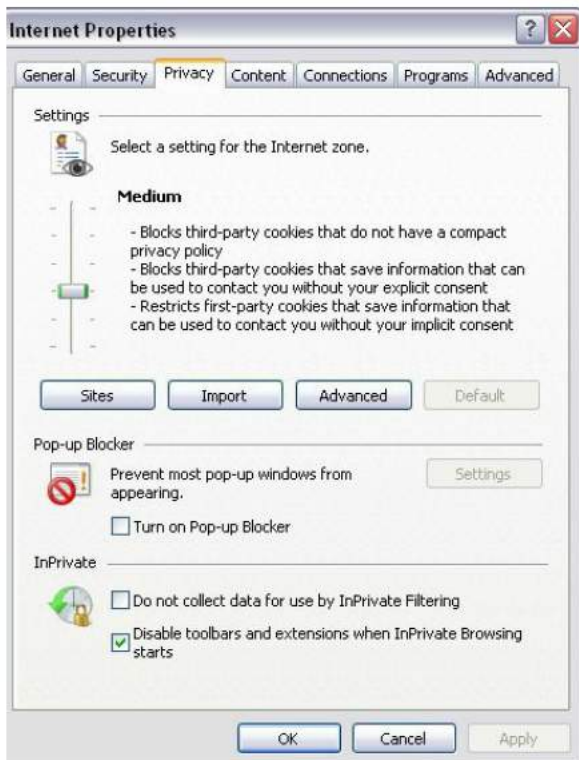 Internet Properties
General Security Privacy Content Connections Programs Advanced
Settings
Select a setting for the Internet zone.
Medium
- Blocks third-party cookies that do not have a compact
privacy policy
- Blocks third-party cookies that save information that can
be used to contact you without your explicit consent
- Restricts first-party cookies that save information that
can be used to contact you without your implicit consent
Sites Import Advanced Default
Pop-up Blocker
Prevent most pop-up windows from
appearing.
Settings
Turn on Pop-up Blocker
InPrivate
Do not collect data for use by InPrivate Filtering
Disable toolbars and extensions when InPrivate Browsing
starts
OK Cancel Apply